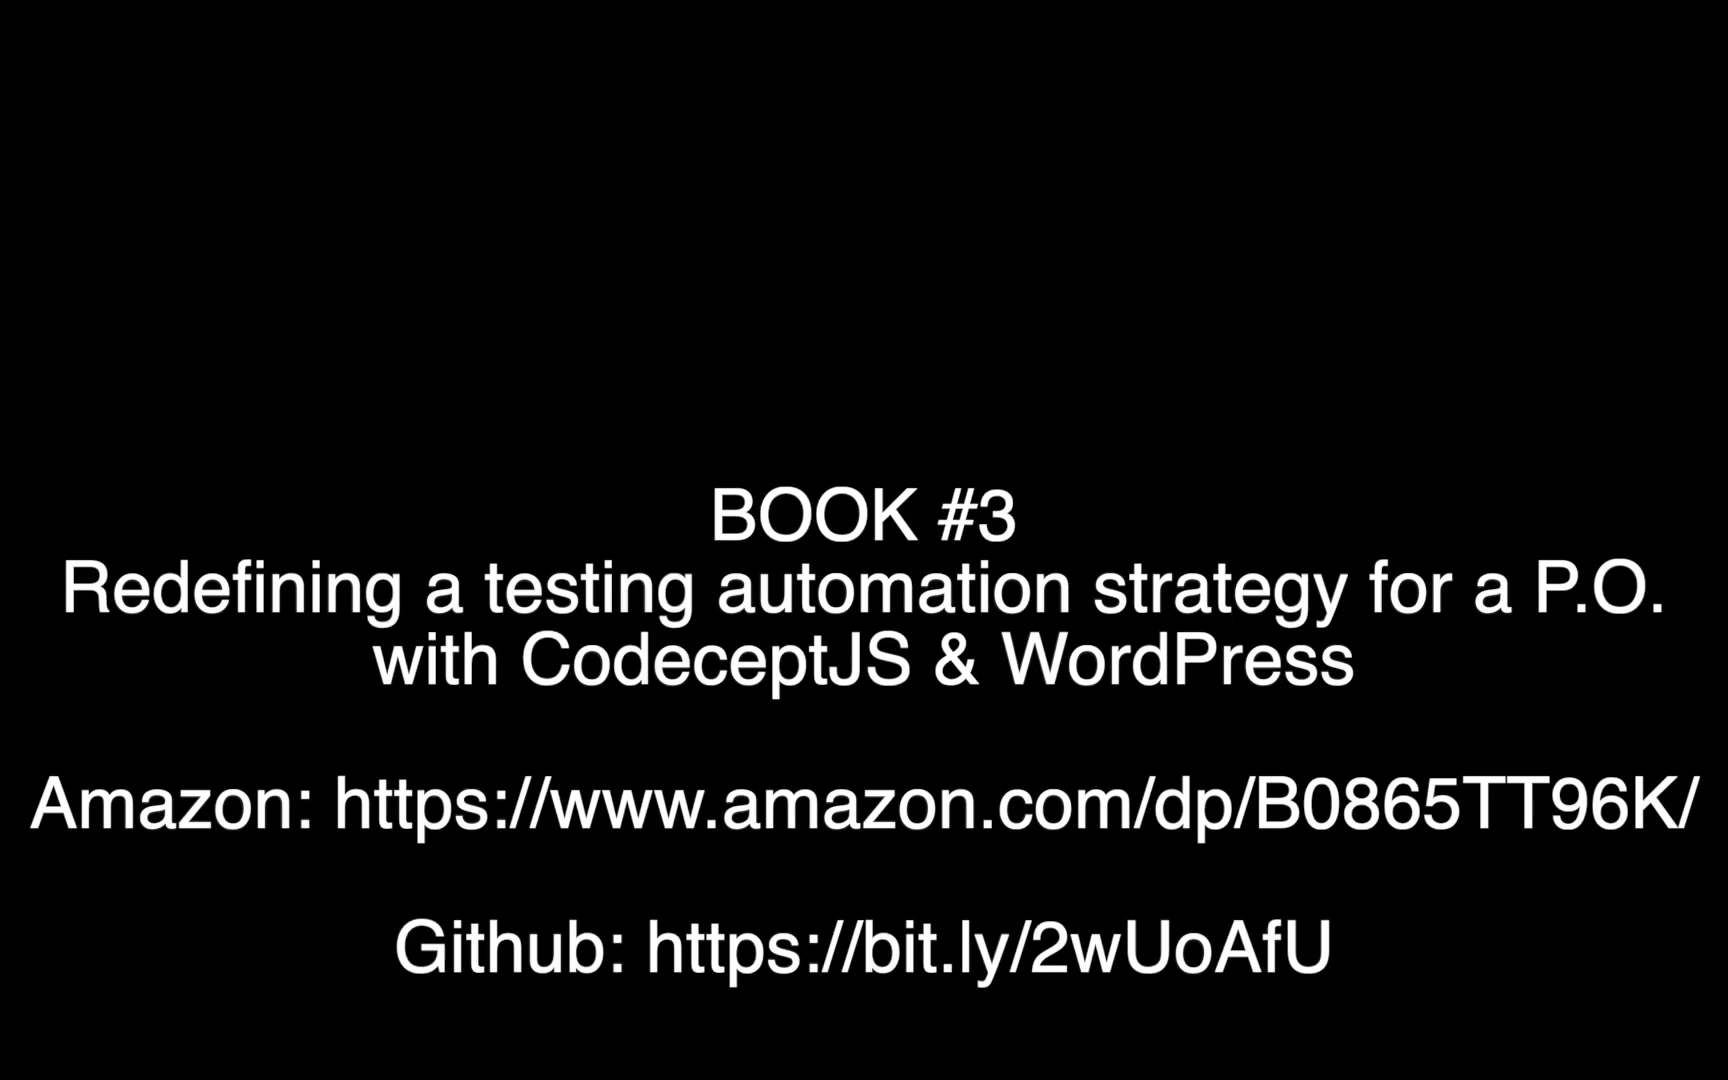 BOOK #3
Redefining a testing automation strategy for a P.O.
with CodeceptJS & WordPress
Amazon: https://www.amazon.com/dp/B0865TT96K/
Github: https://bit.ly/2wUoAfU